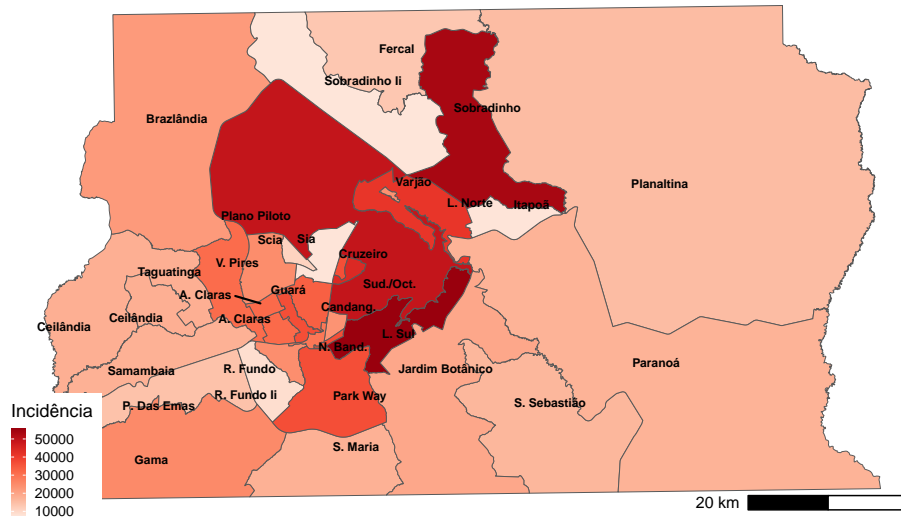 Fercal
Sobradinho Ii
Sobradinho
Brazlândia
Varjão
Planaltina
L. Norte
Itapoã
Plano Piloto
Scia
Sia
Cruzeiro
V. Pires
Taguatinga
Guará
Sud./Oct.
A. Claras
Candang.
Ceilândia
Ceilândia
A. Claras
L. Sul
N. Band.
Samambaia
R. Fundo
Jardim Botânico
Paranoá
R. Fundo Ii
Park Way
P. Das Emas
S. Sebastião
S. Maria
Gama
Incidência
50000
40000
30000
20000
10000
20 km